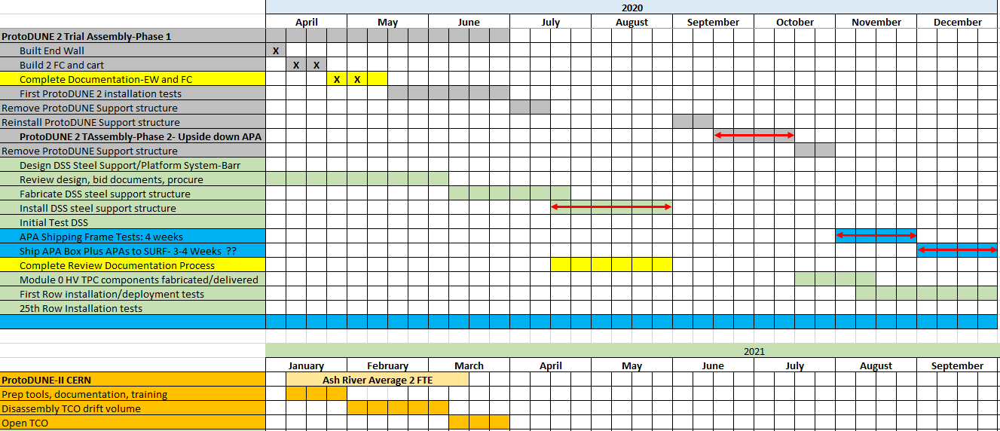 2020
April May June July August September October November December
ProtoDUNE 2 Trial Assembly-Phase 1
Built End Wall X
Build 2 FC and cart X X
Complete Documentation-EW and FC X X
First ProtoDUNE 2 installation tests
Remove ProtoDUNE Support structure
Reinstall ProtoDUNE Support structure
ProtoDUNE 2 TAssembly-Phase 2- Upside down APA
Remove ProtoDUNE Support structure
Design DSS Steel Support/Platform System-Barr
Review design, bid documents, procure
Fabricate DSS steel support structure
Install DSS steel support structure
Initial Test DSS
APA Shipping Frame Tests: 4 weeks
Ship APA Box Plus APAs to SURF- 3-4 Weeks ??
Complete Review Documentation Process
Module 0 HV TPC components fabricated/delivered
First Row installation/deployment tests
25th Row Installation tests
2021
January February March April May June July August September
ProtoDUNE-II CERN Ash River Average 2 FTE
Prep tools, documentation, training
Disassembly TCO drift volume
Open TCO